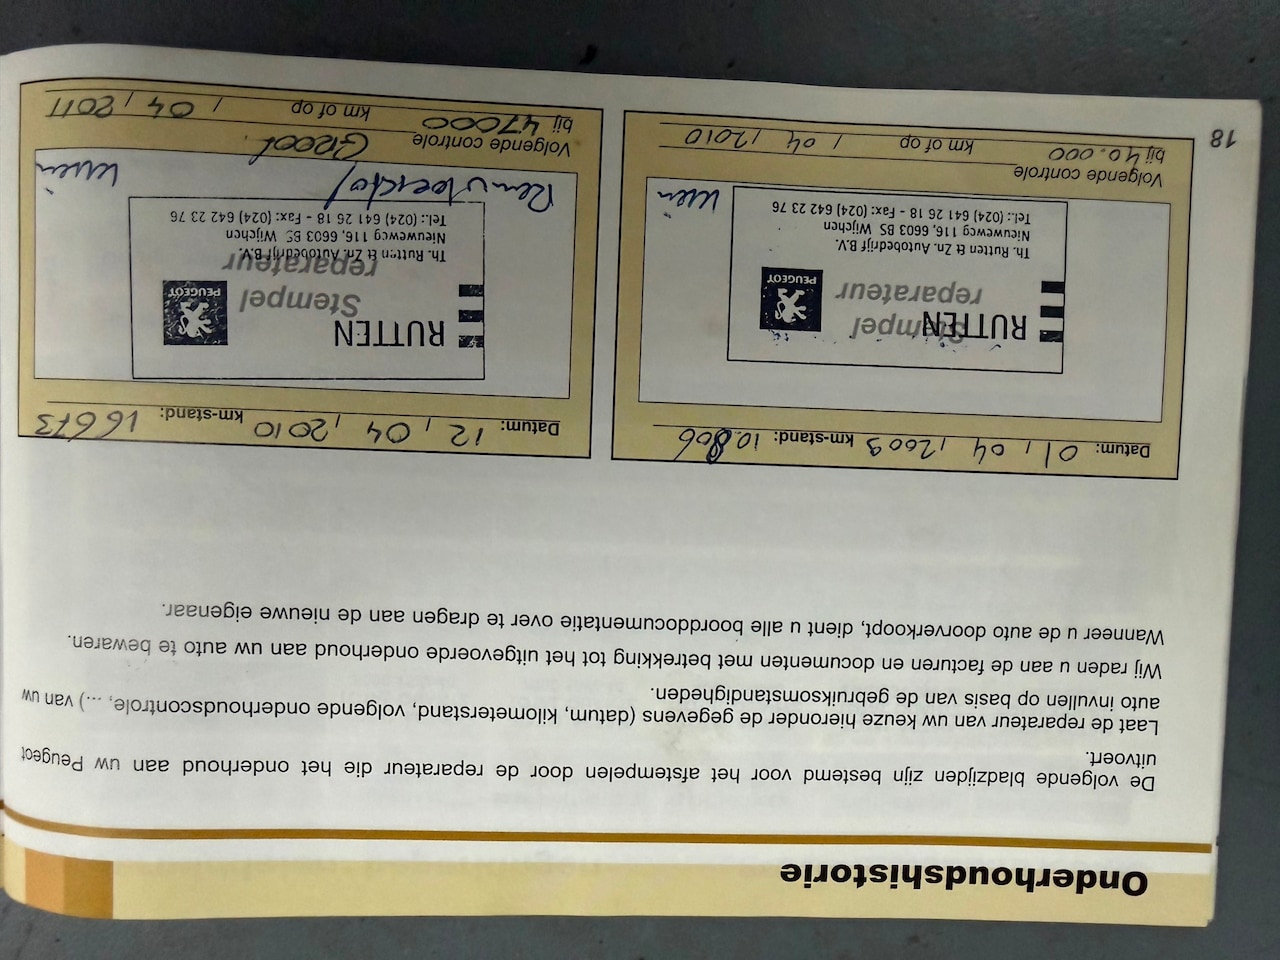 Onderhoudshistorie
De volgende bladzijden zijn bestemd voor het afstempelen door de reparateur die het onderhoud aan uw Peugeot
uitvoert.
Laat de reparateur van uw keuze hieronder de gegevens (datum, kilometerstand, volgende onderhoudscontrole, ...) van uw
auto invullen op basis van de gebruiksomstandigheden.
Wij raden u aan de facturen en documenten met betrekking tot het uitgevoerde onderhoud aan uw auto te bewaren.
Wanneer u de auto doorverkoopt, dient u alle boorddocumentatie over te dragen aan de nieuwe eigenaar.
Datum: 01 / 04 / 2009 km-stand: 10.806
Stempel
reparateur
RUTTEN
PEUGEOT
Th. Rutten & Zn. Autobedrijf B.V.
Nieuweweg 116, 6603 BS Wijchen
Tel.: (024) 641 26 18 - Fax: (024) 642 23 76
klein
Volgende controle
bij 40.000 km of op / 04 / 2010
Datum: 12 / 04 / 2010 km-stand: 16673
Stempel
reparateur
RUTTEN
PEUGEOT
Th. Rutten & Zn. Autobedrijf B.V.
Nieuweweg 116, 6603 BS Wijchen
Tel.: (024) 641 26 18 - Fax: (024) 642 23 76
Remvloeistof klein
Groot
Volgende controle
bij 47000 km of op / 04 / 2011
18